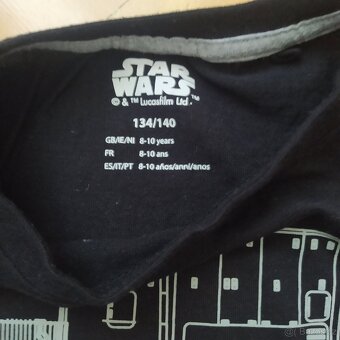 STAR
WARS
© & ™ Lucasfilm Ltd.
134/140
GB/IE/NI 8-10 years
FR 8-10 ans
ES/IT/PT 8-10 años/anni/anos